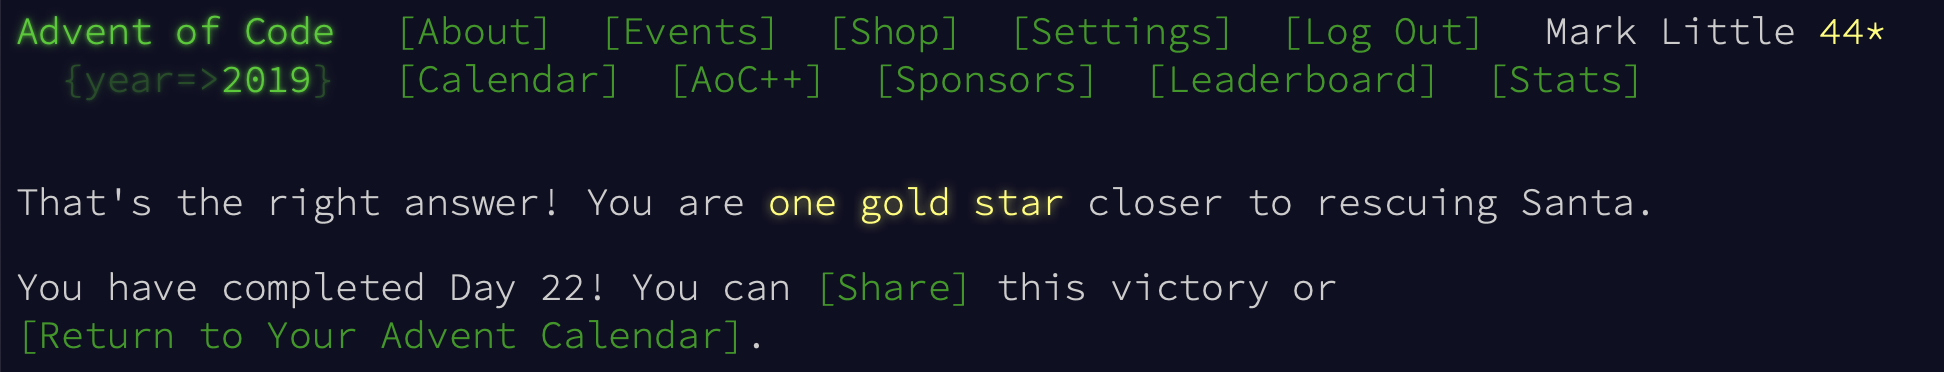 Advent of Code [About] [Events] [Shop] [Settings] [Log Out] Mark Little 44*
{year=>2019} [Calendar] [AoC++] [Sponsors] [Leaderboard] [Stats]
That's the right answer! You are one gold star closer to rescuing Santa.
You have completed Day 22! You can [Share] this victory or
[Return to Your Advent Calendar].